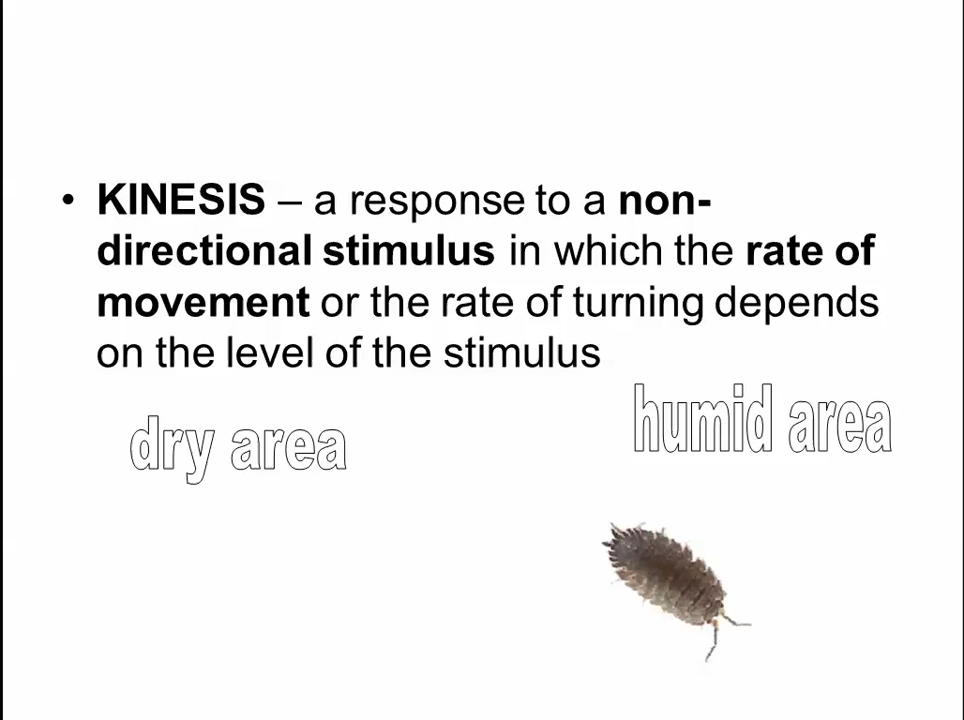 • KINESIS – a response to a non-
directional stimulus in which the rate of
movement or the rate of turning depends
on the level of the stimulus
dry area
humid area